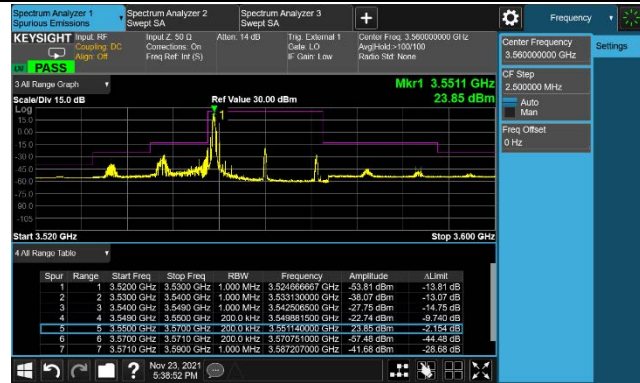 Spectrum Analyzer 1
Spurious Emissions
Spectrum Analyzer 2
Swept SA
Spectrum Analyzer 3
Swept SA
+
Frequency
KEYSIGHT
Input: RF
Coupling: DC
Align: Off
Input Z: 50 Ω
Corrections: On
Freq Ref: Int (S)
Atten: 14 dB
Trig: External 1
Gate: LO
IF Gain: Low
Center Freq: 3.560000000 GHz
Avg|Hold:>100/100
Radio Std: None
PASS
Center Frequency
3.560000000 GHz
Settings
CF Step
2.500000 MHz
Auto
Man
Freq Offset
0 Hz
3 All Range Graph
Mkr1 3.5511 GHz
23.85 dBm
Scale/Div 15.0 dB
Ref Value 30.00 dBm
Log
1
15.0
0.00
-15.0
-30.0
-45.0
-60.0
-75.0
-90.0
-105
Start 3.520 GHz
Stop 3.600 GHz
4 All Range Table
Spur Range Start Freq Stop Freq RBW Frequency Amplitude ΔLimit
1 1 3.5200 GHz 3.5300 GHz 1.000 MHz 3.524666667 GHz -53.81 dBm -13.81 dB
2 2 3.5300 GHz 3.5400 GHz 1.000 MHz 3.533130000 GHz -38.07 dBm -13.07 dB
3 3 3.5400 GHz 3.5490 GHz 1.000 MHz 3.542506500 GHz -27.75 dBm -14.75 dB
4 4 3.5490 GHz 3.5500 GHz 200.0 kHz 3.549881500 GHz -22.74 dBm -9.740 dB
5 5 3.5500 GHz 3.5700 GHz 200.0 kHz 3.551140000 GHz 23.85 dBm -2.154 dB
6 6 3.5700 GHz 3.5710 GHz 200.0 kHz 3.570751000 GHz -57.48 dBm -44.48 dB
7 7 3.5710 GHz 3.5900 GHz 1.000 MHz 3.587207000 GHz -41.68 dBm -28.68 dB
Nov 23, 2021
5:38:52 PM